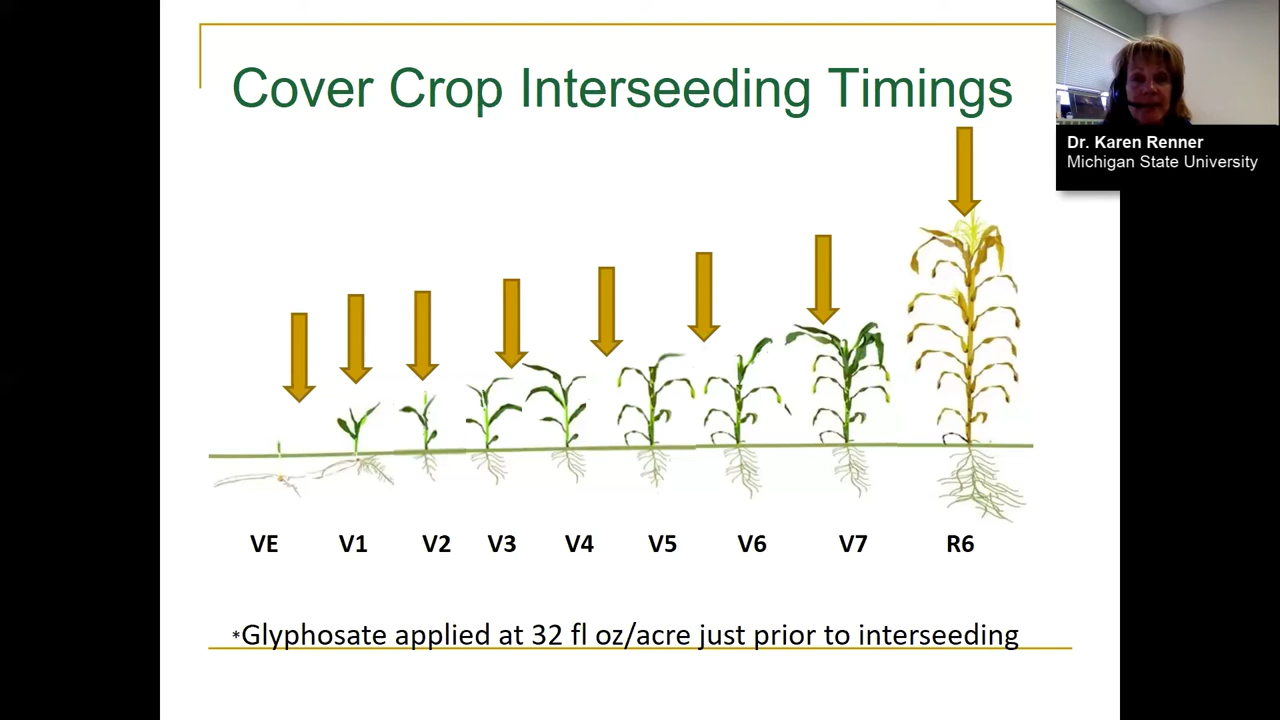 Cover Crop Interseeding Timings
Dr. Karen Renner
Michigan State University
VE V1 V2 V3 V4 V5 V6 V7 R6
*Glyphosate applied at 32 fl oz/acre just prior to interseeding